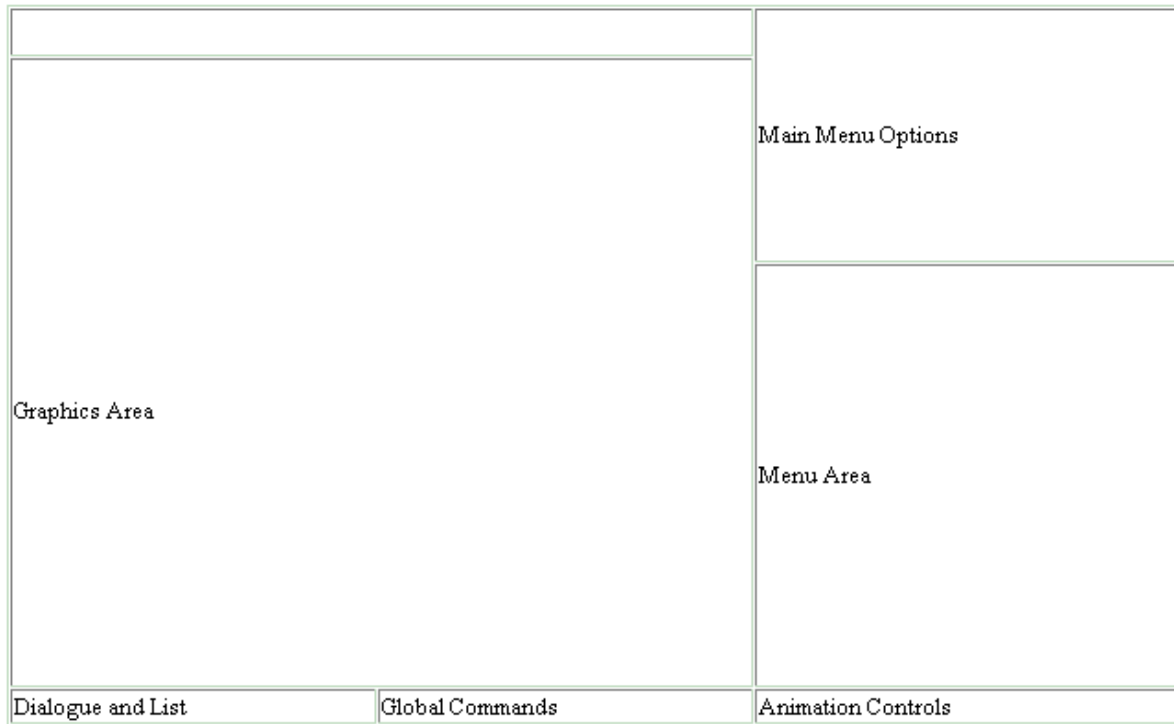 Main Menu Options
Graphics Area
Menu Area
Dialogue and List
Global Commands
Animation Controls